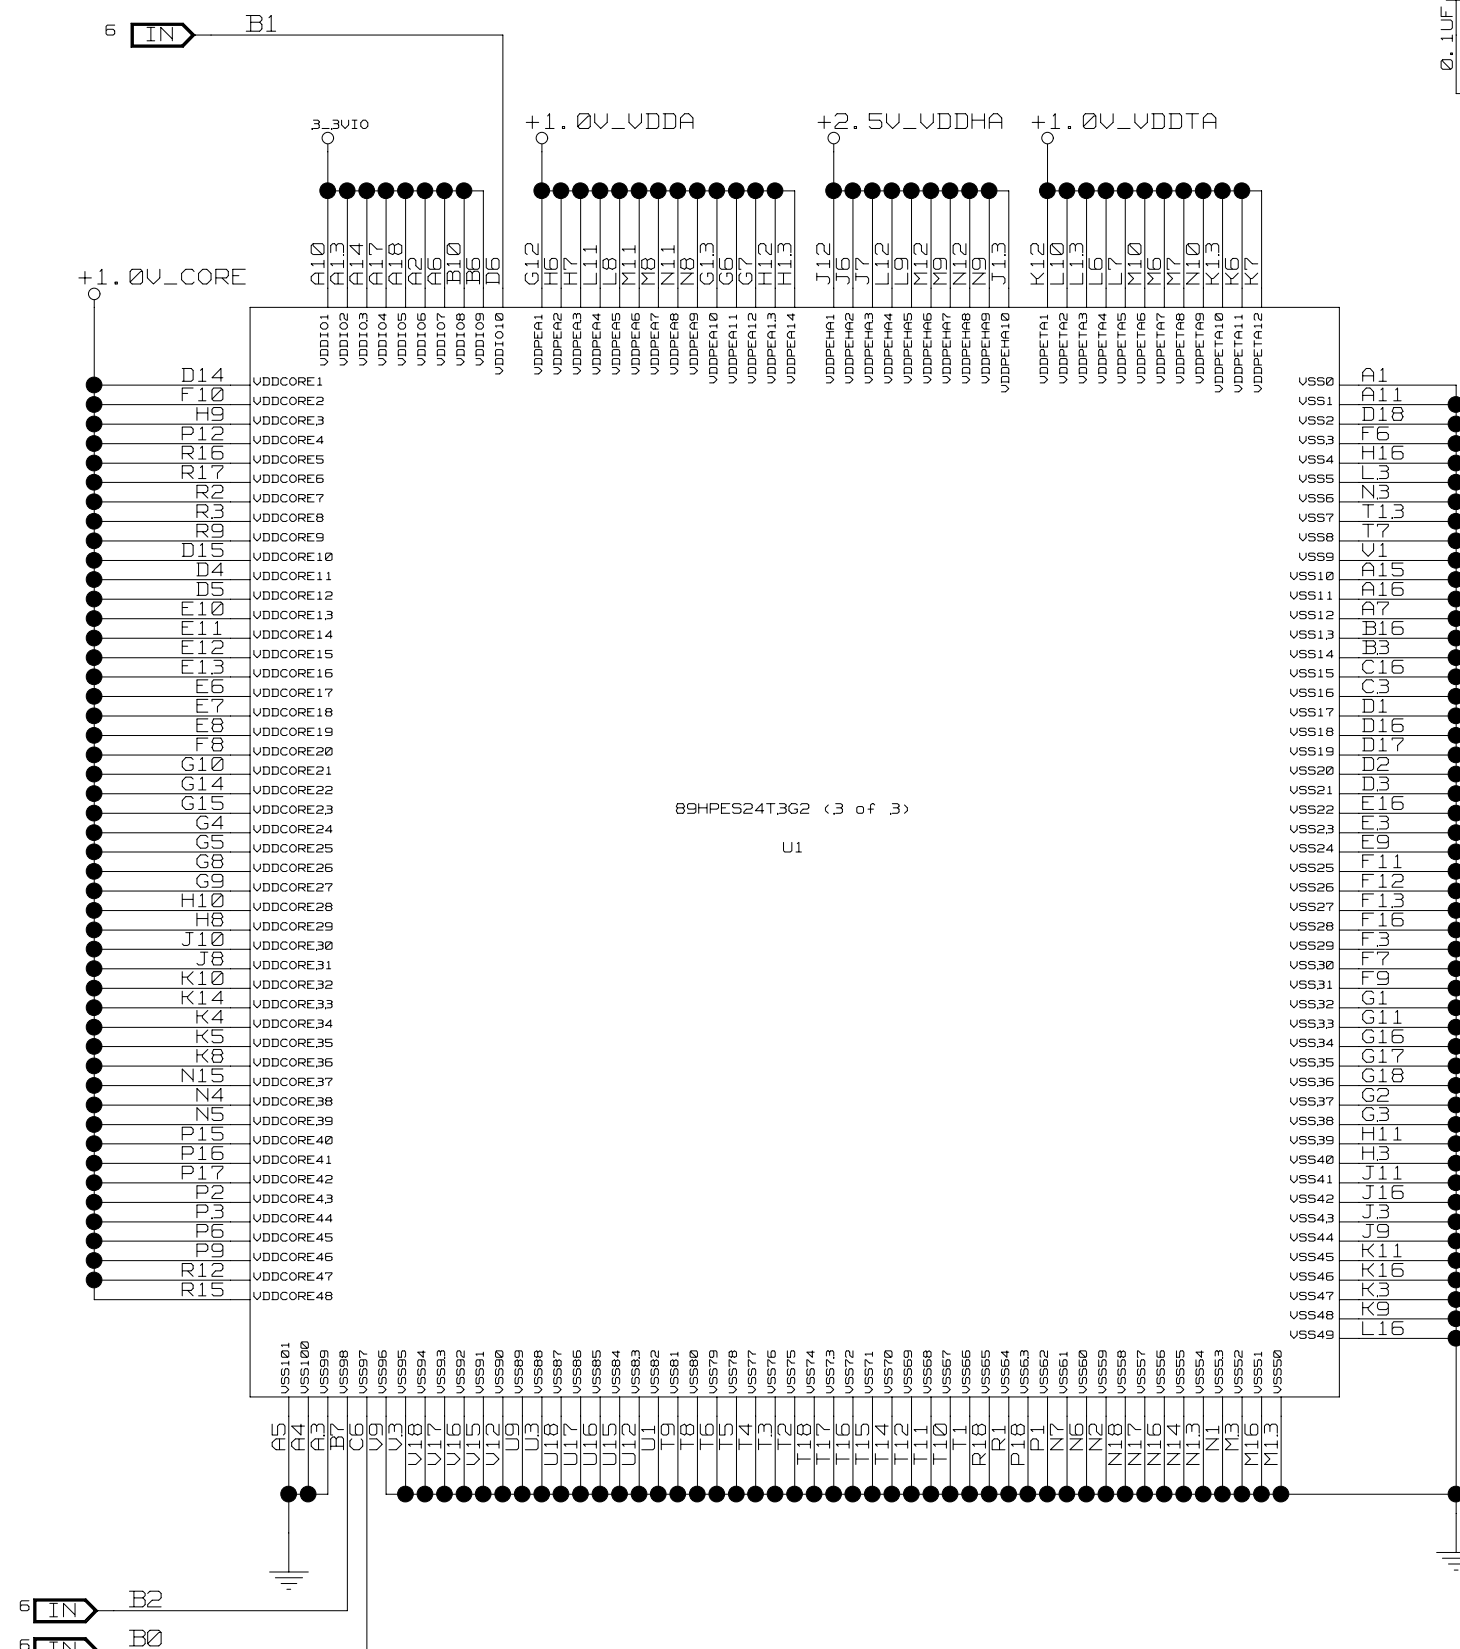 6 IN B1
0.1UF
3_3VIO
+1.0V_VDDA
+2.5V_VDDHA
+1.0V_VDDTA
+1.0V_CORE
A10
A13
A14
A17
A18
A2
A6
B10
B6
D6
G12
H6
H7
L11
L8
M11
M8
N11
N8
G13
G6
G7
H12
H13
J12
J6
J7
L12
L9
M12
M9
N12
N9
J13
K12
L10
L13
L6
L7
M10
M6
M7
N10
K13
K6
K7
VDDIO1
VDDIO2
VDDIO3
VDDIO4
VDDIO5
VDDIO6
VDDIO7
VDDIO8
VDDIO9
VDDIO10
VDDPEA1
VDDPEA2
VDDPEA3
VDDPEA4
VDDPEA5
VDDPEA6
VDDPEA7
VDDPEA8
VDDPEA9
VDDPEA10
VDDPEA11
VDDPEA12
VDDPEA13
VDDPEA14
VDDPEHA1
VDDPEHA2
VDDPEHA3
VDDPEHA4
VDDPEHA5
VDDPEHA6
VDDPEHA7
VDDPEHA8
VDDPEHA9
VDDPEHA10
VDDPETA1
VDDPETA2
VDDPETA3
VDDPETA4
VDDPETA5
VDDPETA6
VDDPETA7
VDDPETA8
VDDPETA9
VDDPETA10
VDDPETA11
VDDPETA12
D14 VDDCORE1
F10 VDDCORE2
H9 VDDCORE3
P12 VDDCORE4
R16 VDDCORE5
R17 VDDCORE6
R2 VDDCORE7
R3 VDDCORE8
R9 VDDCORE9
D15 VDDCORE10
D4 VDDCORE11
D5 VDDCORE12
E10 VDDCORE13
E11 VDDCORE14
E12 VDDCORE15
E13 VDDCORE16
E6 VDDCORE17
E7 VDDCORE18
E8 VDDCORE19
F8 VDDCORE20
G10 VDDCORE21
G14 VDDCORE22
G15 VDDCORE23
G4 VDDCORE24
G5 VDDCORE25
G8 VDDCORE26
G9 VDDCORE27
H10 VDDCORE28
H8 VDDCORE29
J10 VDDCORE30
J8 VDDCORE31
K10 VDDCORE32
K14 VDDCORE33
K4 VDDCORE34
K5 VDDCORE35
K8 VDDCORE36
N15 VDDCORE37
N4 VDDCORE38
N5 VDDCORE39
P15 VDDCORE40
P16 VDDCORE41
P17 VDDCORE42
P2 VDDCORE43
P3 VDDCORE44
P6 VDDCORE45
P9 VDDCORE46
R12 VDDCORE47
R15 VDDCORE48
89HPES24T3G2 (3 of 3)
U1
VSS0 A1
VSS1 A11
VSS2 D18
VSS3 F6
VSS4 H16
VSS5 L3
VSS6 N3
VSS7 T13
VSS8 T7
VSS9 V1
VSS10 A15
VSS11 A16
VSS12 A7
VSS13 B16
VSS14 B3
VSS15 C16
VSS16 C3
VSS17 D1
VSS18 D16
VSS19 D17
VSS20 D2
VSS21 D3
VSS22 E16
VSS23 E3
VSS24 E9
VSS25 F11
VSS26 F12
VSS27 F13
VSS28 F16
VSS29 F3
VSS30 F7
VSS31 F9
VSS32 G1
VSS33 G11
VSS34 G16
VSS35 G17
VSS36 G18
VSS37 G2
VSS38 G3
VSS39 H11
VSS40 H3
VSS41 J11
VSS42 J16
VSS43 J3
VSS44 J9
VSS45 K11
VSS46 K16
VSS47 K3
VSS48 K9
VSS49 L16
VSS101
VSS100
VSS99
VSS98
VSS97
VSS96
VSS95
VSS94
VSS93
VSS92
VSS91
VSS90
VSS89
VSS88
VSS87
VSS86
VSS85
VSS84
VSS83
VSS82
VSS81
VSS80
VSS79
VSS78
VSS77
VSS76
VSS75
VSS74
VSS73
VSS72
VSS71
VSS70
VSS69
VSS68
VSS67
VSS66
VSS65
VSS64
VSS63
VSS62
VSS61
VSS60
VSS59
VSS58
VSS57
VSS56
VSS55
VSS54
VSS53
VSS52
VSS51
VSS50
A5
A4
A3
B7
C6
V9
V3
V18
V17
V16
V15
V12
U9
U3
U18
U17
U16
U15
U12
U1
T9
T8
T6
T5
T4
T3
T2
T18
T17
T16
T15
T14
T12
T11
T10
T1
R18
R1
P18
P1
N7
N6
N2
N18
N17
N16
N14
N13
N1
M3
M16
M13
6 IN B2
6 IN B0